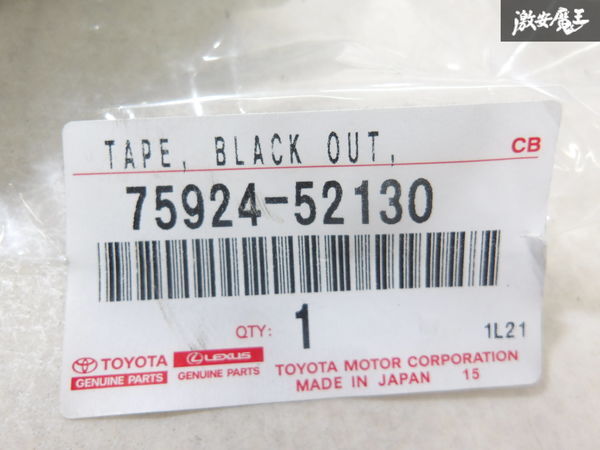 激安魔王
TAPE, BLACK OUT,
CB
75924-52130
QTY: 1
1L21
TOYOTA
GENUINE PARTS
LEXUS
GENUINE PARTS
TOYOTA MOTOR CORPORATION
MADE IN JAPAN 15